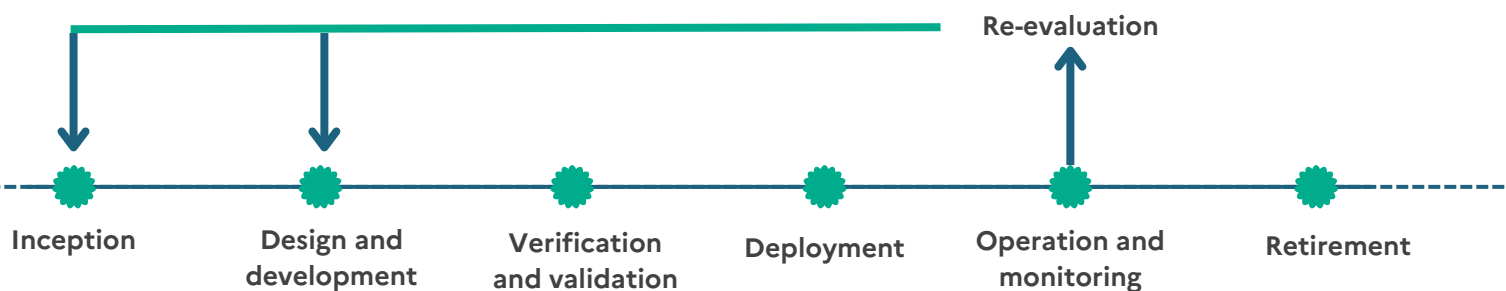 Re-evaluation
Inception
Design and
development
Verification
and validation
Deployment
Operation and
monitoring
Retirement